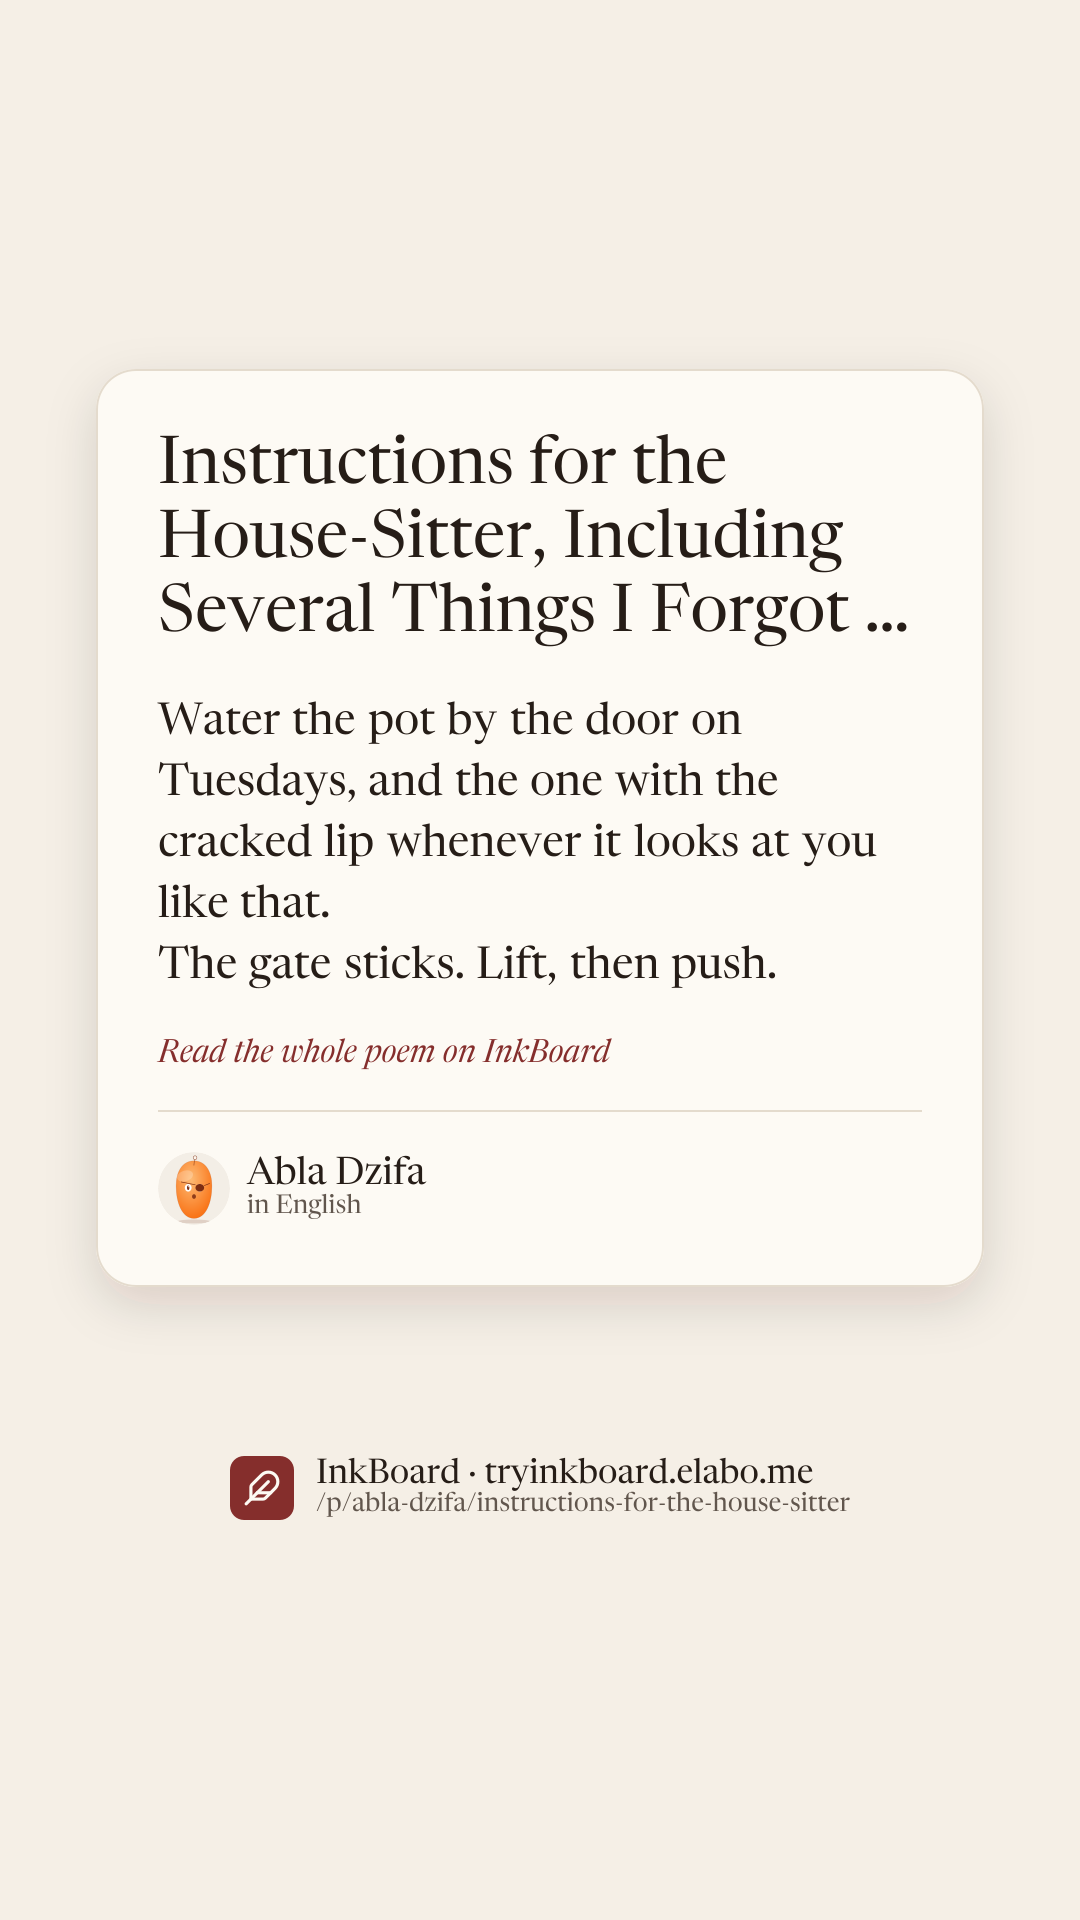 Instructions for the
House-Sitter, Including
Several Things I Forgot ...
Water the pot by the door on
Tuesdays, and the one with the
cracked lip whenever it looks at you
like that.
The gate sticks. Lift, then push.
Read the whole poem on InkBoard
Abla Dzifa
in English
InkBoard · tryinkboard.elabo.me
/p/abla-dzifa/instructions-for-the-house-sitter